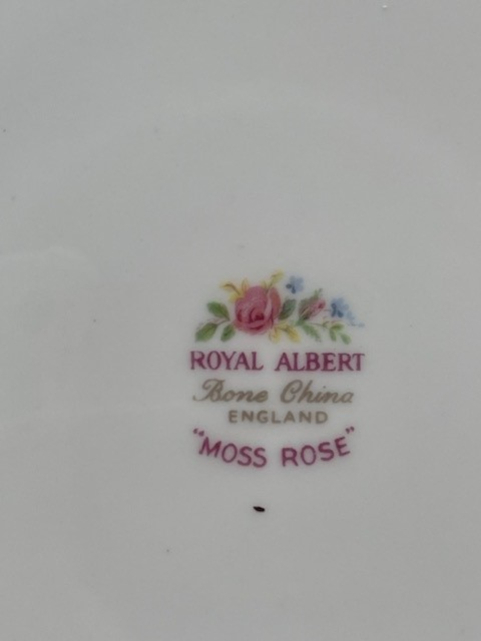 ROYAL ALBERT
Bone China
ENGLAND
"MOSS ROSE"